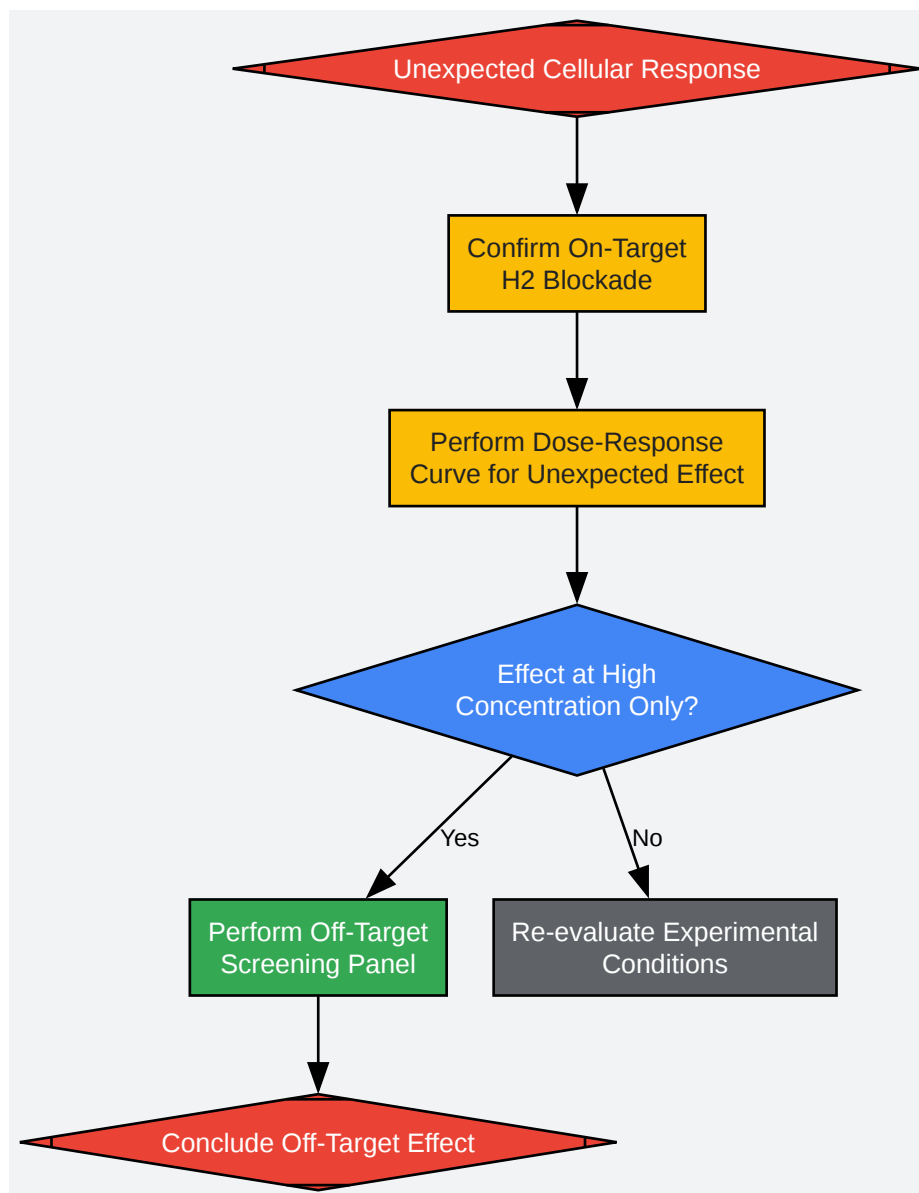 Unexpected Cellular Response
Confirm On-Target
H2 Blockade
Perform Dose-Response
Curve for Unexpected Effect
Effect at High
Concentration Only?
Yes
No
Perform Off-Target
Screening Panel
Re-evaluate Experimental
Conditions
Conclude Off-Target Effect